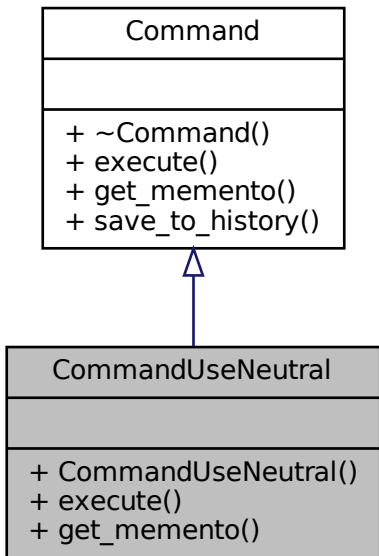 Command
+ ~Command()
+ execute()
+ get_memento()
+ save_to_history()
CommandUseNeutral
+ CommandUseNeutral()
+ execute()
+ get_memento()